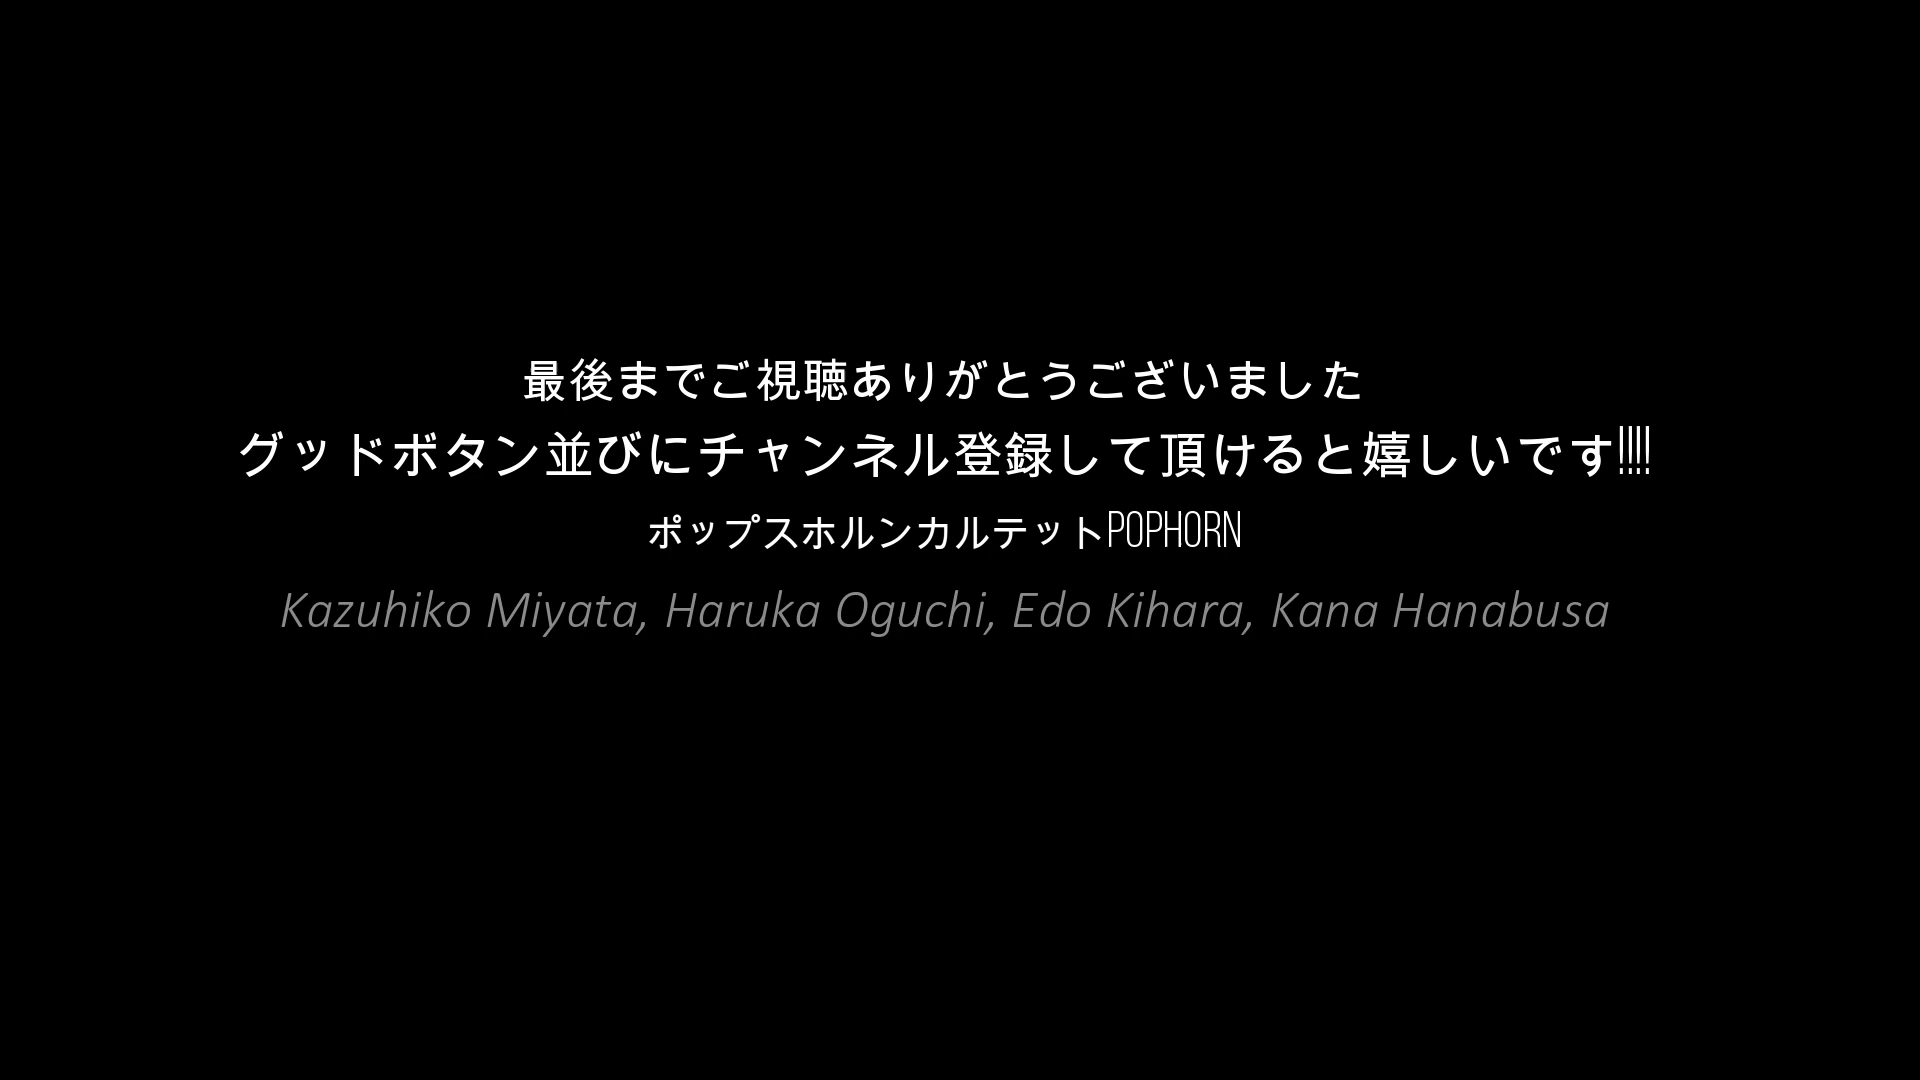 最後までご視聴ありがとうございました
グッドボタン並びにチャンネル登録して頂けると嬉しいです!!!!
ポップスホルンカルテットPOPHORN
Kazuhiko Miyata, Haruka Oguchi, Edo Kihara, Kana Hanabusa